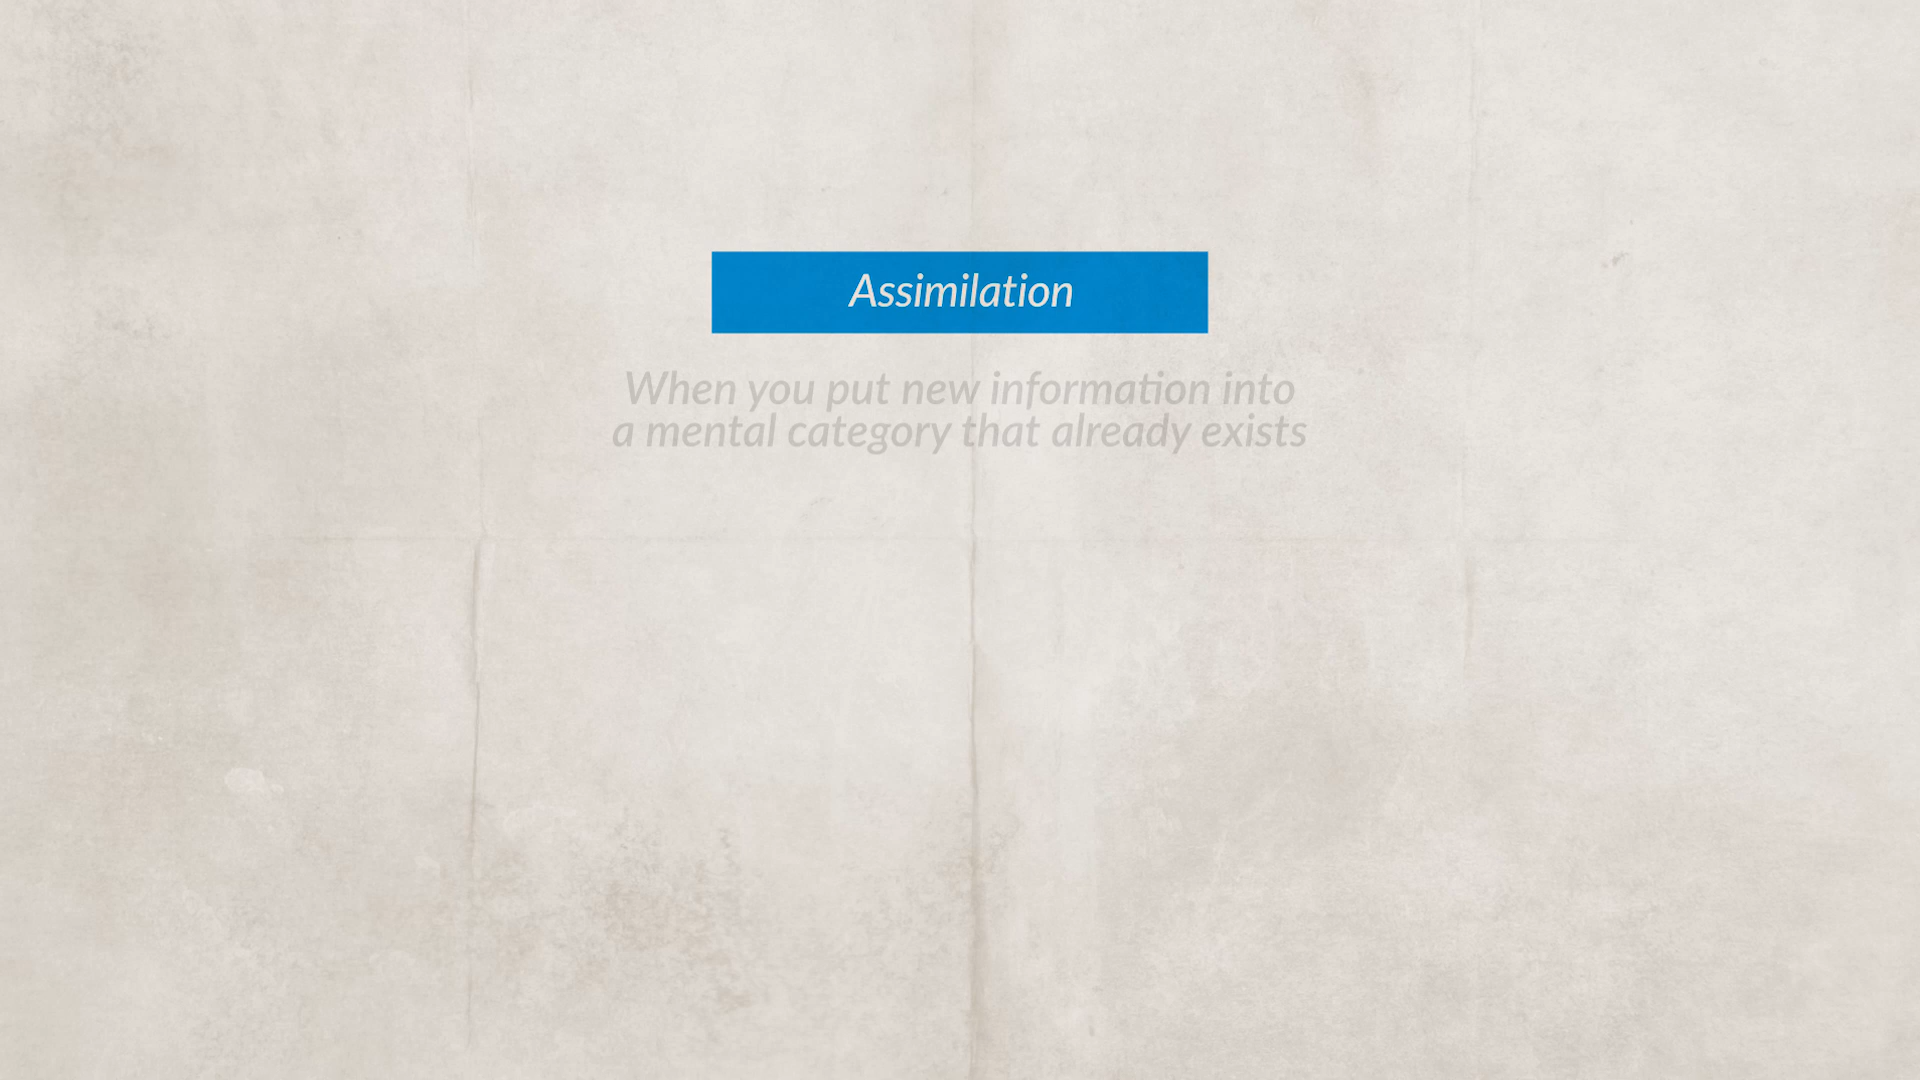 Assimilation
When you put new information into
a mental category that already exists